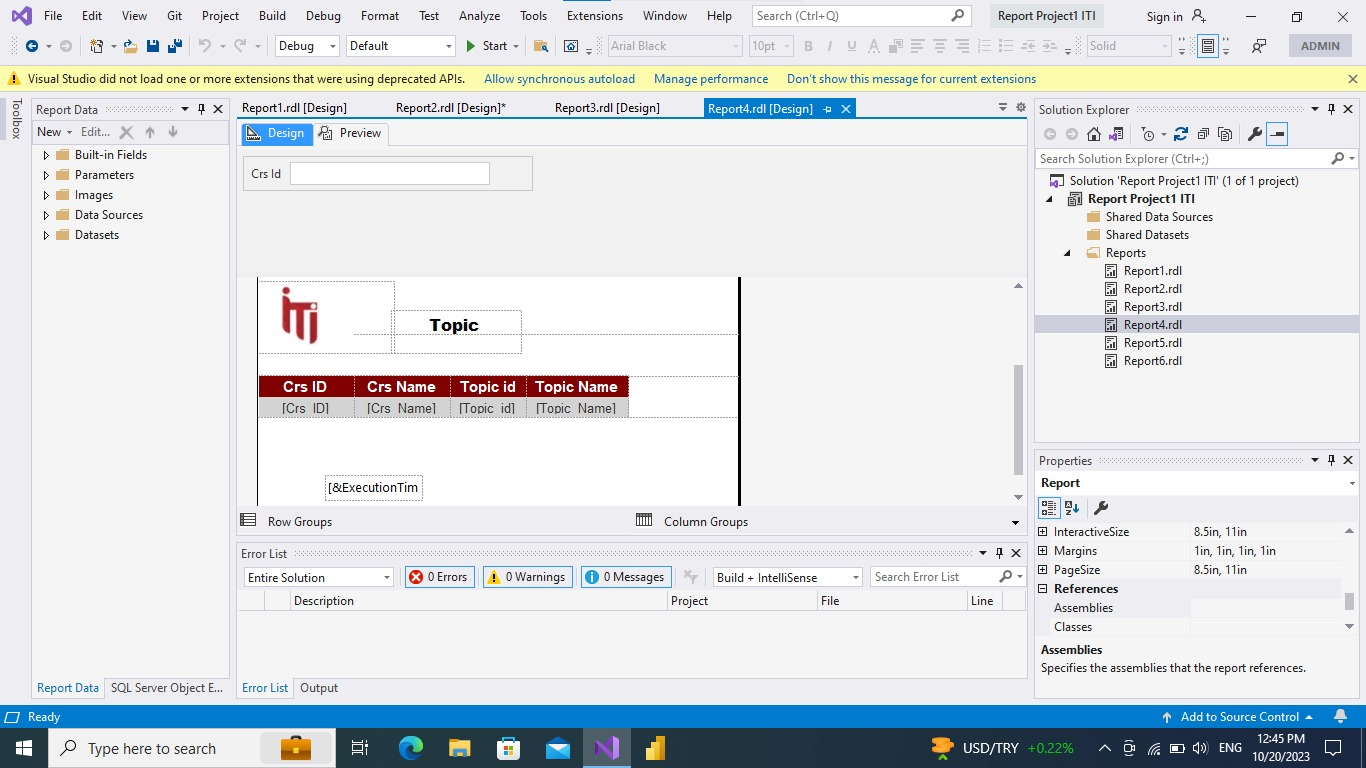 File Edit View Git Project Build Debug Format Test Analyze Tools Extensions Window Help Search (Ctrl+Q) Report Project1 ITI Sign in
Debug Default Start Arial Black 10pt B I U A Solid ADMIN
Visual Studio did not load one or more extensions that were using deprecated APIs. Allow synchronous autoload Manage performance Don't show this message for current extensions
Toolbox
Report Data
New Edit...
Built-in Fields
Parameters
Images
Data Sources
Datasets
Report Data SQL Server Object E...
Report1.rdl [Design] Report2.rdl [Design]* Report3.rdl [Design] Report4.rdl [Design]
Design Preview
Crs Id
iTi
Topic
Crs ID Crs Name Topic id Topic Name
[Crs_ID] [Crs_Name] [Topic_id] [Topic_Name]
[&ExecutionTim
Row Groups Column Groups
Error List
Entire Solution 0 Errors 0 Warnings 0 Messages Build + IntelliSense Search Error List
Description Project File Line
Error List Output
Solution Explorer
Search Solution Explorer (Ctrl+;)
Solution 'Report Project1 ITI' (1 of 1 project)
Report Project1 ITI
Shared Data Sources
Shared Datasets
Reports
Report1.rdl
Report2.rdl
Report3.rdl
Report4.rdl
Report5.rdl
Report6.rdl
Properties
Report
InteractiveSize 8.5in, 11in
Margins 1in, 1in, 1in, 1in
PageSize 8.5in, 11in
References
Assemblies
Classes
Assemblies
Specifies the assemblies that the report references.
Ready Add to Source Control
Type here to search USD/TRY +0.22% ENG 12:45 PM
10/20/2023